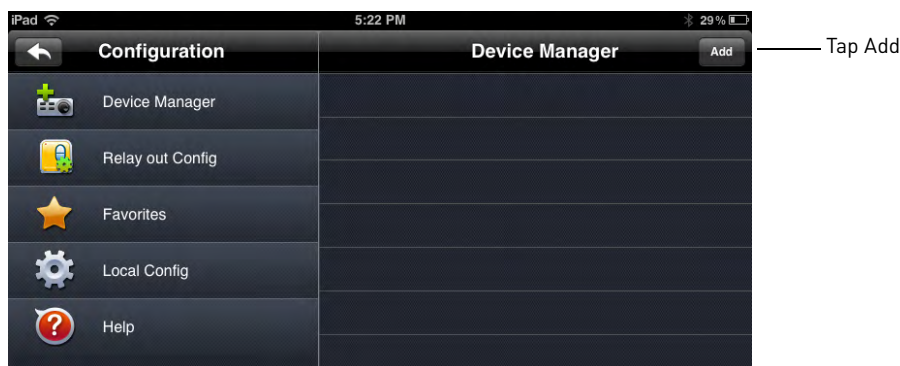 iPad 5:22 PM 29%
Configuration Device Manager Add Tap Add
Device Manager
Relay out Config
Favorites
Local Config
Help